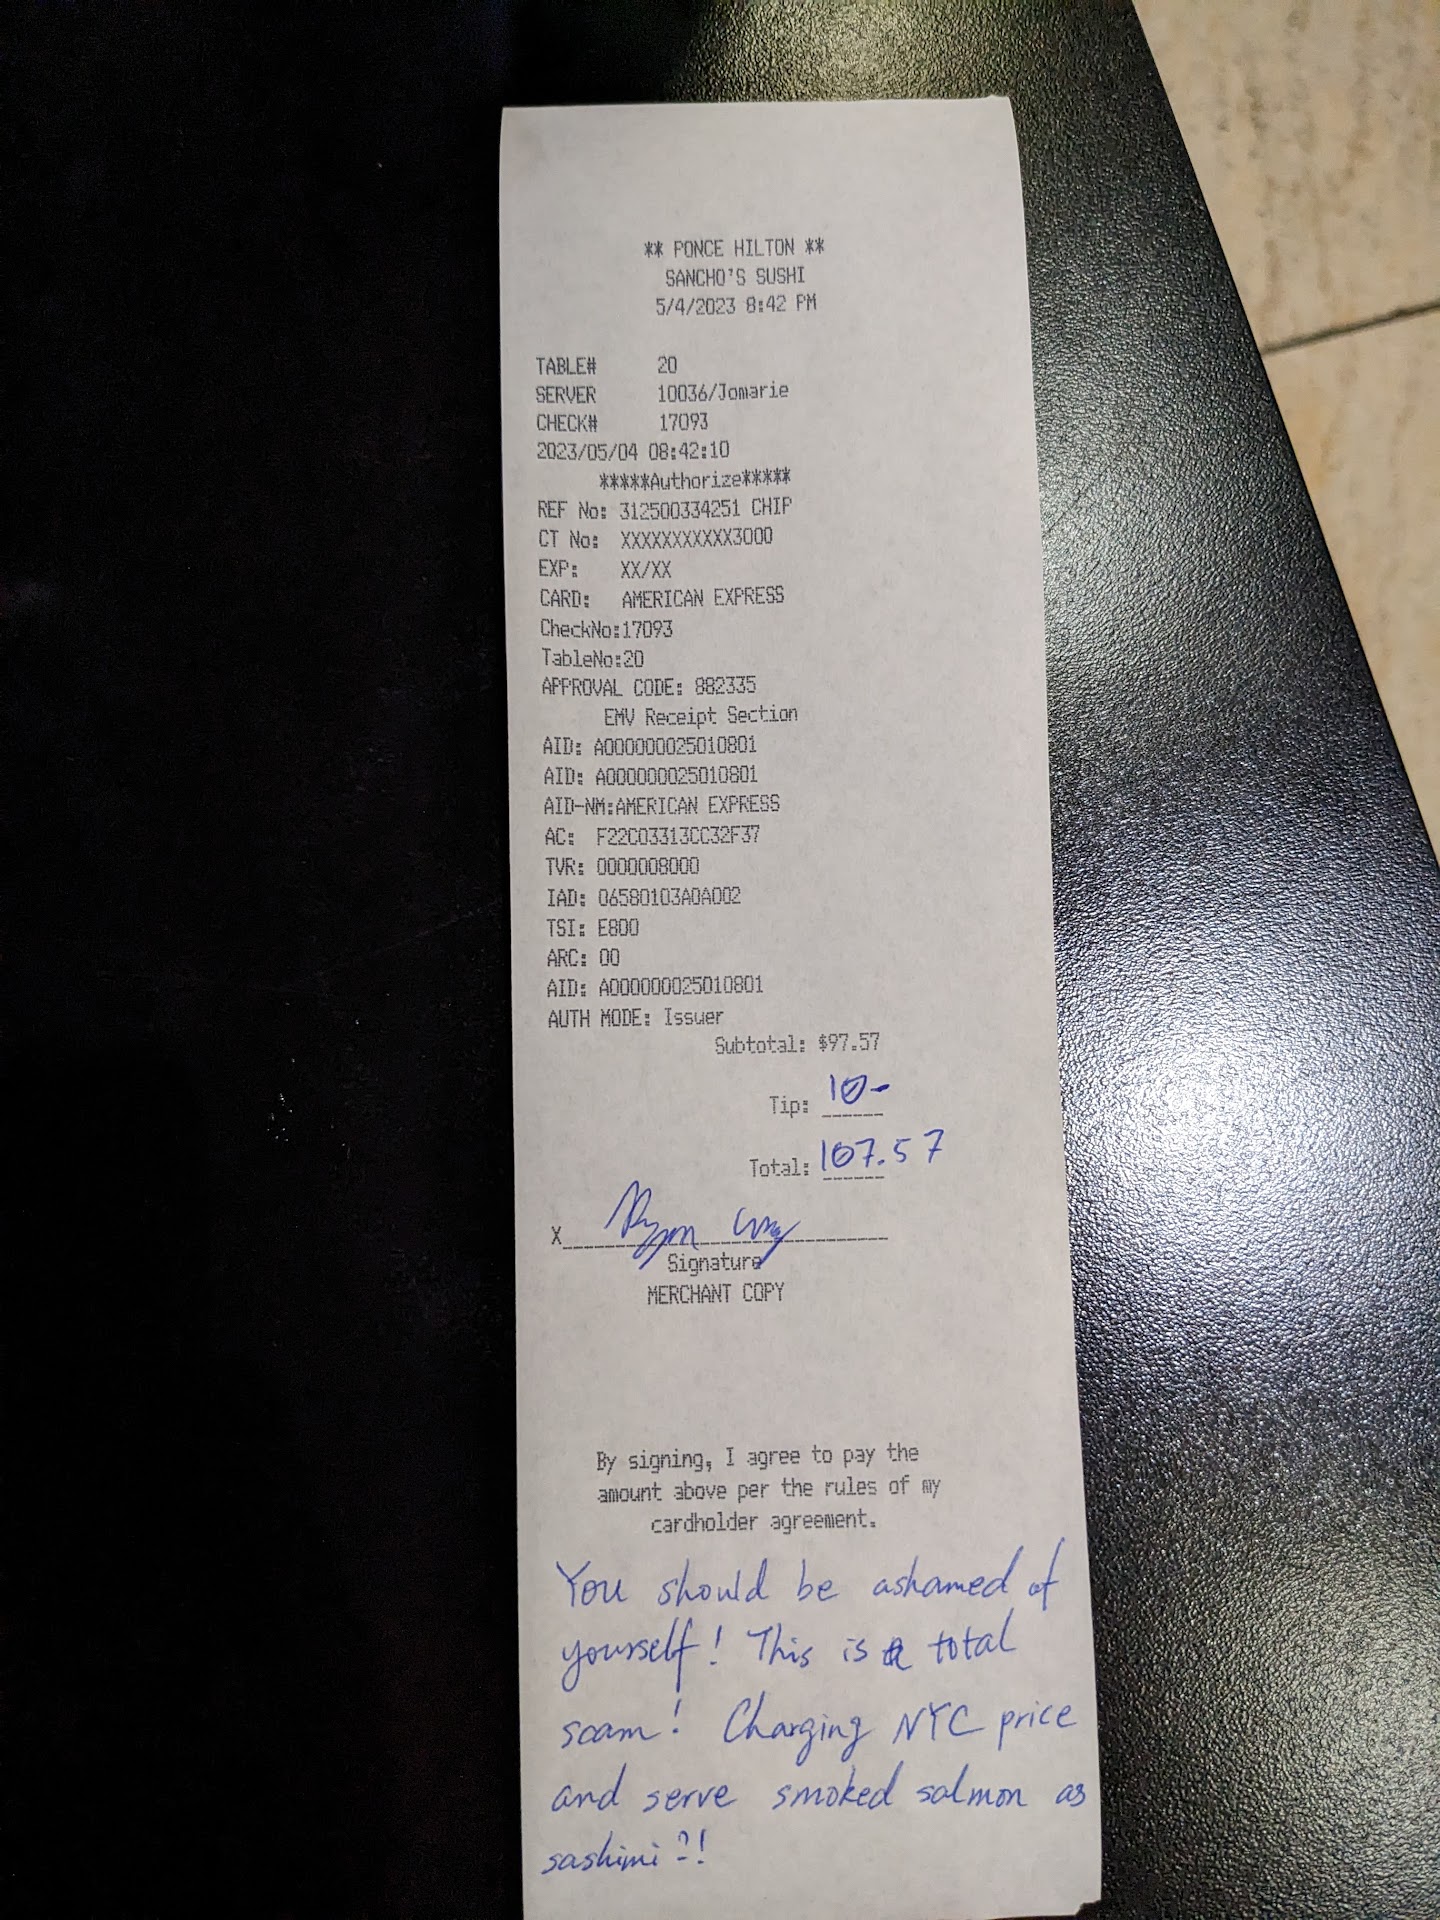 ** PONCE HILTON **
SANCHO'S SUSHI
5/4/2023 8:42 PM
TABLE# 20
SERVER 10036/Jomarie
CHECK# 17093
2023/05/04 08:42:10
*****Authorize*****
REF No: 312500334251 CHIP
CT No: XXXXXXXXXXX3000
EXP: XX/XX
CARD: AMERICAN EXPRESS
CheckNo:17093
TableNo:20
APPROVAL CODE: 882335
EMV Receipt Section
AID: A000000025010801
AID: A000000025010801
AID-NM:AMERICAN EXPRESS
AC: F22C03313CC32F37
TVR: 0000008000
IAD: 06580103A0A002
TSI: E800
ARC: 00
AID: A000000025010801
AUTH MODE: Issuer
Subtotal: $97.57
Tip: 10-
Total: 107.57
X
Signature
MERCHANT COPY
By signing, I agree to pay the
amount above per the rules of my
cardholder agreement.
You should be ashamed of
yourself! This is a total
scam! Charging NYC price
and serve smoked salmon as
sashimi?!